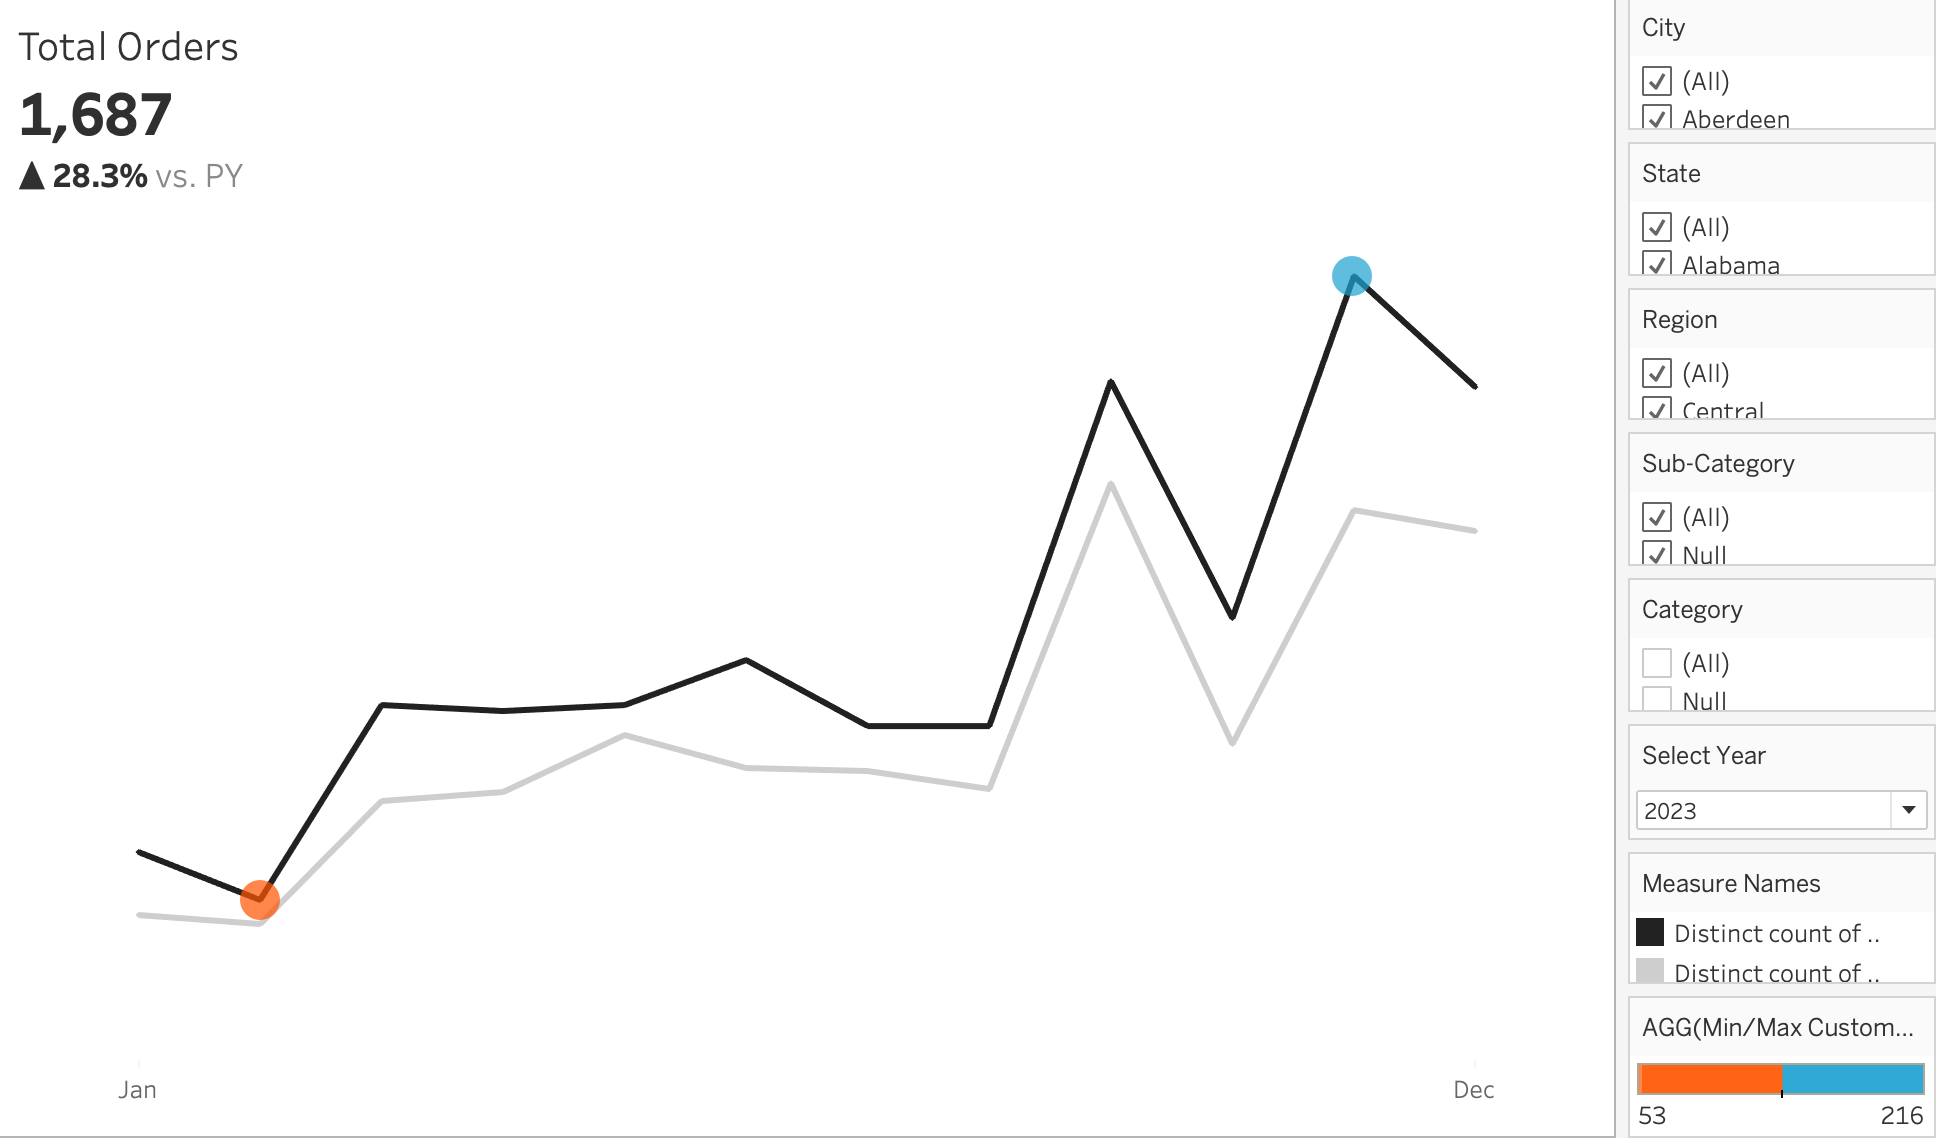 Total Orders
1,687
▲ 28.3% vs. PY
Jan
Dec
City
(All)
Aberdeen
State
(All)
Alabama
Region
(All)
Central
Sub-Category
(All)
Null
Category
(All)
Null
Select Year
2023
Measure Names
Distinct count of ..
Distinct count of ..
AGG(Min/Max Custom...
53
216